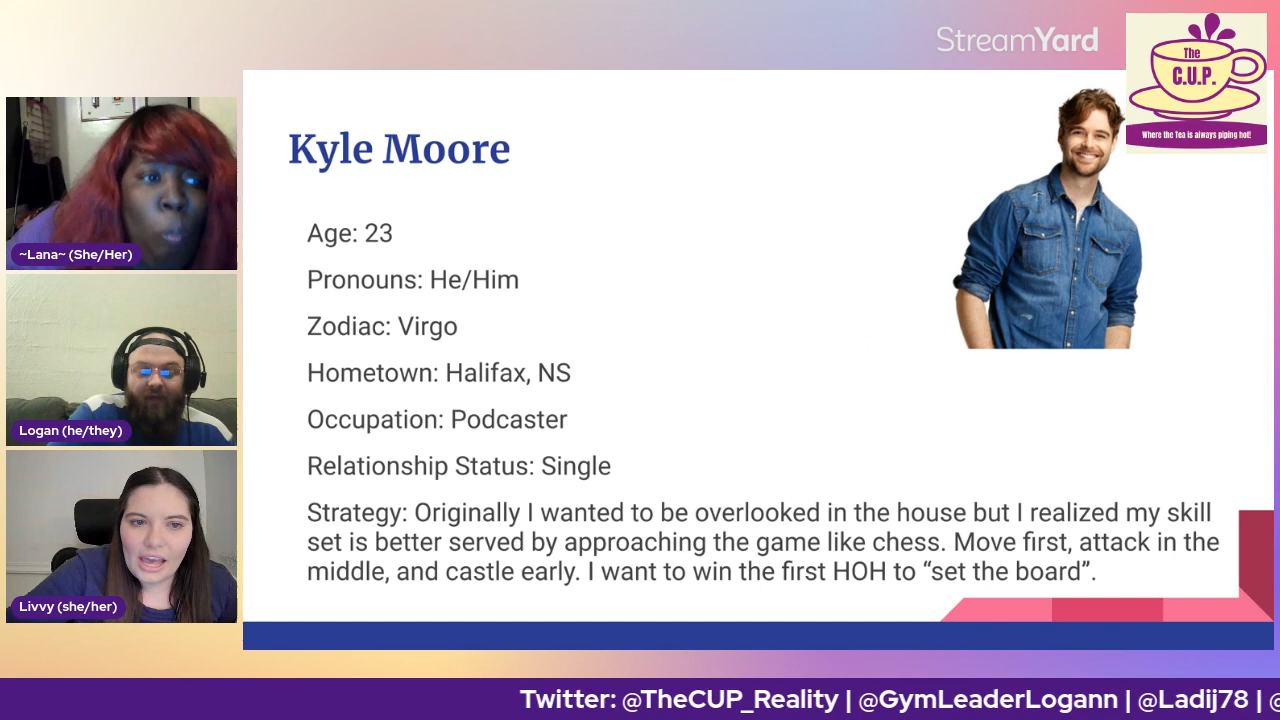 StreamYard
The
C.U.P.
Where the Tea is always piping hot!
Kyle Moore
Age: 23
Pronouns: He/Him
Zodiac: Virgo
Hometown: Halifax, NS
Occupation: Podcaster
Relationship Status: Single
Strategy: Originally I wanted to be overlooked in the house but I realized my skill
set is better served by approaching the game like chess. Move first, attack in the
middle, and castle early. I want to win the first HOH to “set the board”.
~Lana~ (She/Her)
Logan (he/they)
Livvy (she/her)
Twitter: @TheCUP_Reality | @GymLeaderLogann | @Ladij78 | @